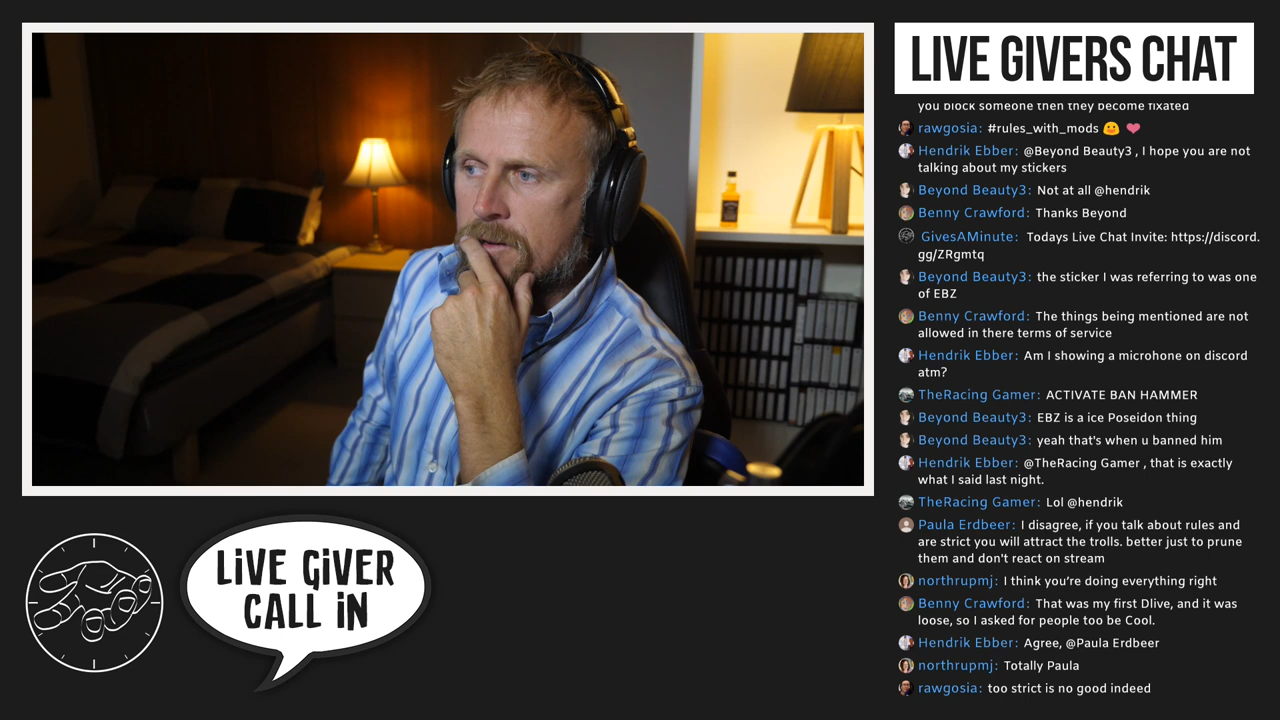 LIVE GIVERS CHAT
you block someone then they become fixated
rawgosia: #rules_with_mods
Hendrik Ebber: @Beyond Beauty3 , I hope you are not
talking about my stickers
Beyond Beauty3: Not at all @hendrik
Benny Crawford: Thanks Beyond
GivesAMinute: Todays Live Chat Invite: https://discord.
gg/ZRgmtq
Beyond Beauty3: the sticker I was referring to was one
of EBZ
Benny Crawford: The things being mentioned are not
allowed in there terms of service
Hendrik Ebber: Am I showing a microhone on discord
atm?
TheRacing Gamer: ACTIVATE BAN HAMMER
Beyond Beauty3: EBZ is a ice Poseidon thing
Beyond Beauty3: yeah that's when u banned him
Hendrik Ebber: @TheRacing Gamer , that is exactly
what I said last night.
TheRacing Gamer: Lol @hendrik
Paula Erdbeer: I disagree, if you talk about rules and
are strict you will attract the trolls. better just to prune
them and don't react on stream
northrupmj: I think you're doing everything right
Benny Crawford: That was my first Dlive, and it was
loose, so I asked for people too be Cool.
Hendrik Ebber: Agree, @Paula Erdbeer
northrupmj: Totally Paula
rawgosia: too strict is no good indeed
LiVE GiVER
CALL iN